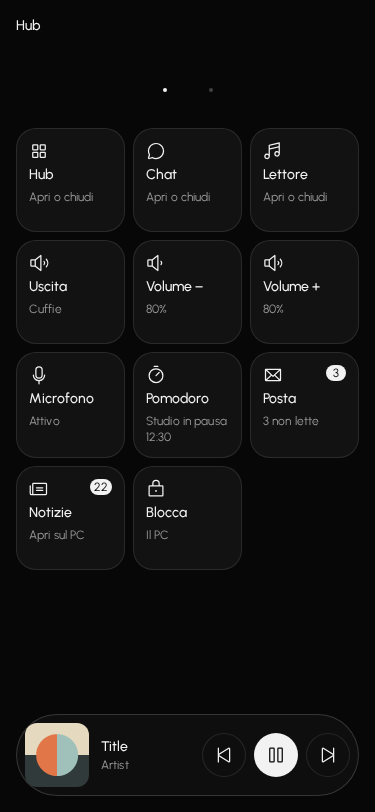 Hub
Hub
Apri o chiudi
Chat
Apri o chiudi
Lettore
Apri o chiudi
Uscita
Cuffie
Volume –
80%
Volume +
80%
Microfono
Attivo
Pomodoro
Studio in pausa
12:30
3
Posta
3 non lette
22
Notizie
Apri sul PC
Blocca
Il PC
Title
Artist